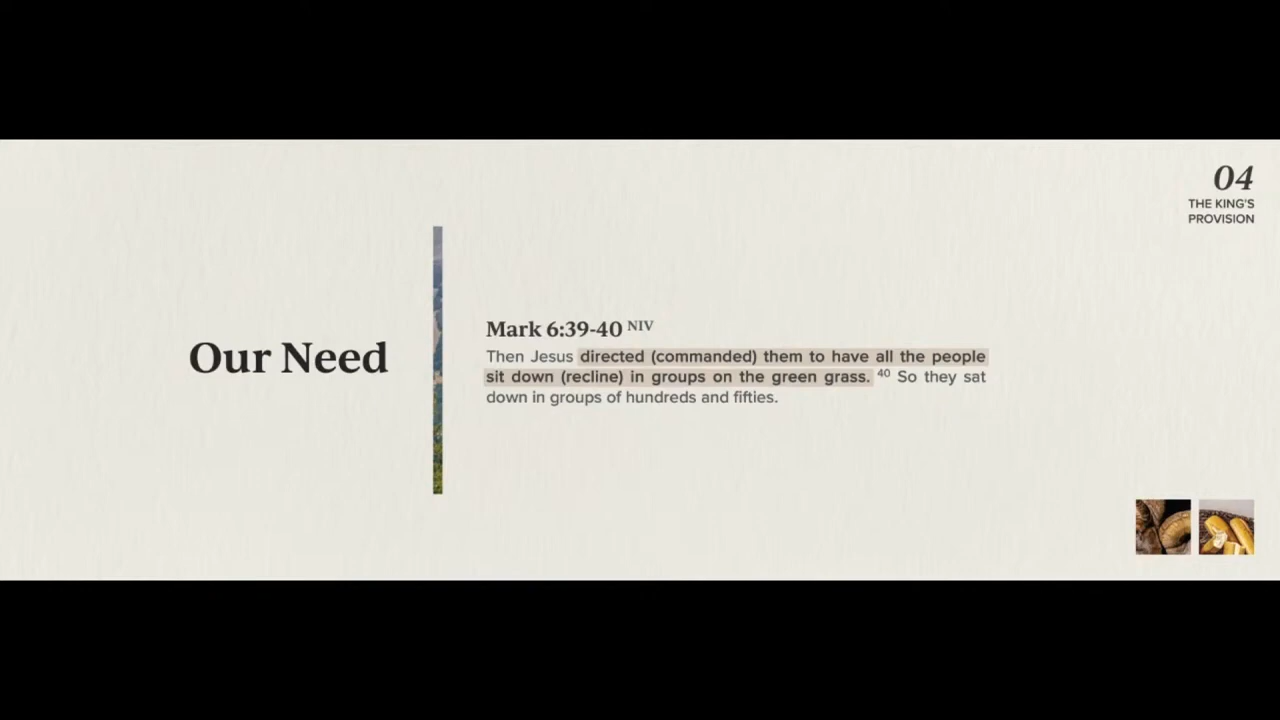 04
THE KING'S
PROVISION
Our Need
Mark 6:39-40 NIV
Then Jesus directed (commanded) them to have all the people
sit down (recline) in groups on the green grass. 40 So they sat
down in groups of hundreds and fifties.